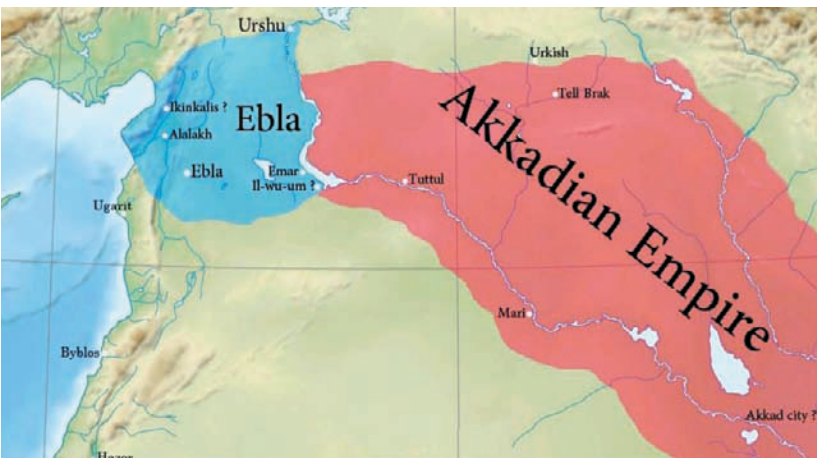 Urshu
Urkish
Ikinkalis ?
Tell Brak
Alalakh
Ebla
Akkadian Empire
Ebla
Emar
Il-wu-um ?
Tuttul
Ugarit
Mari
Byblos
Akkad city ?
Hazor